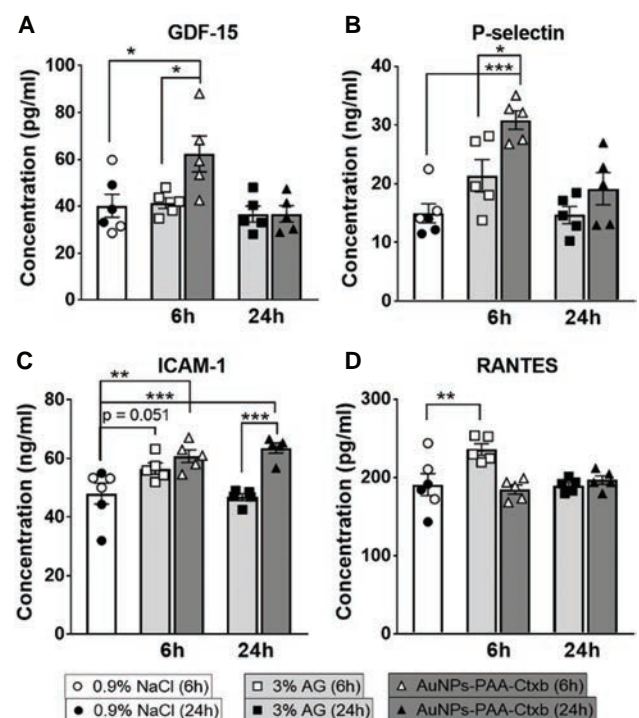 A
GDF-15
Concentration (pg/ml)
100
80
60
40
20
0
*
*
6h
24h
B
P-selectin
Concentration (ng/ml)
40
30
20
10
0
*
***
6h
24h
C
ICAM-1
Concentration (ng/ml)
80
60
40
20
0
**
***
p = 0.051
***
6h
24h
D
RANTES
Concentration (pg/ml)
300
200
100
0
**
6h
24h
0.9% NaCl (6h)
3% AG (6h)
AuNPs-PAA-Ctxb (6h)
0.9% NaCl (24h)
3% AG (24h)
AuNPs-PAA-Ctxb (24h)